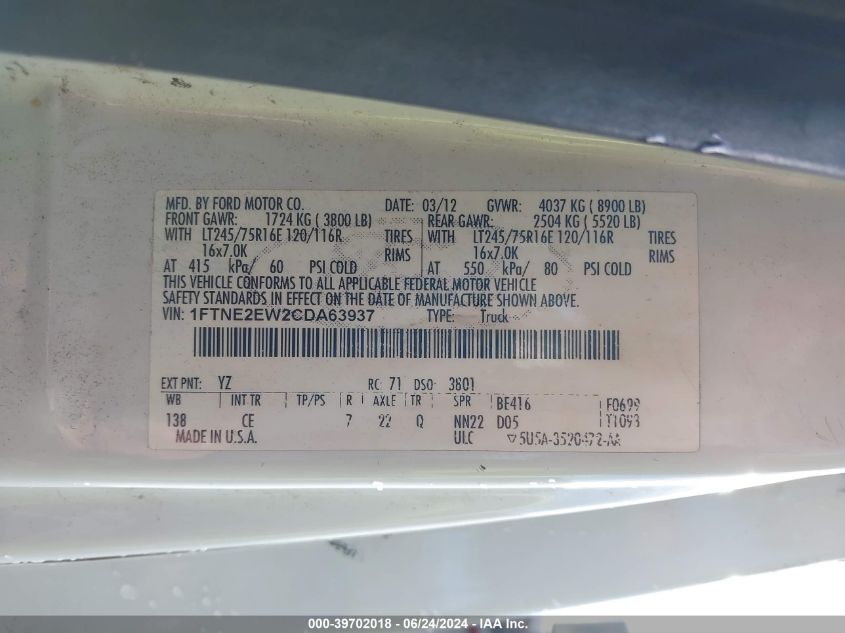 MFD. BY FORD MOTOR CO. DATE: 03/12 GVWR: 4037 KG ( 8900 LB)
FRONT GAWR: 1724 KG ( 3800 LB) REAR GAWR: 2504 KG ( 5520 LB)
WITH LT245/75R16E 120/116R TIRES WITH LT245/75R16E 120/116R TIRES
16x7.0K RIMS 16x7.0K RIMS
AT 415 kPa/ 60 PSI COLD AT 550 kPa/ 80 PSI COLD
THIS VEHICLE CONFORMS TO ALL APPLICABLE FEDERAL MOTOR VEHICLE
SAFETY STANDARDS IN EFFECT ON THE DATE OF MANUFACTURE SHOWN ABOVE.
VIN: 1FTNE2EW2CDA63937 TYPE: Truck
EXT PNT: YZ RC: 71 DSO: 3801
WB INT TR TP/PS R AXLE TR SPR BE416 F0699
138 CE 7 22 Q NN22 D05 T1093
MADE IN U.S.A. ULC 5U5A-3520472-AA
000-39702018 - 06/24/2024 - IAA Inc.